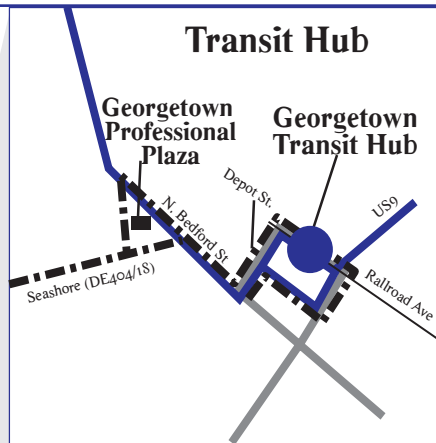 Transit Hub
Georgetown
Professional
Plaza
Georgetown
Transit Hub
Depot St.
US9
N. Bedford St
Seashore (DE404/18)
Railroad Ave